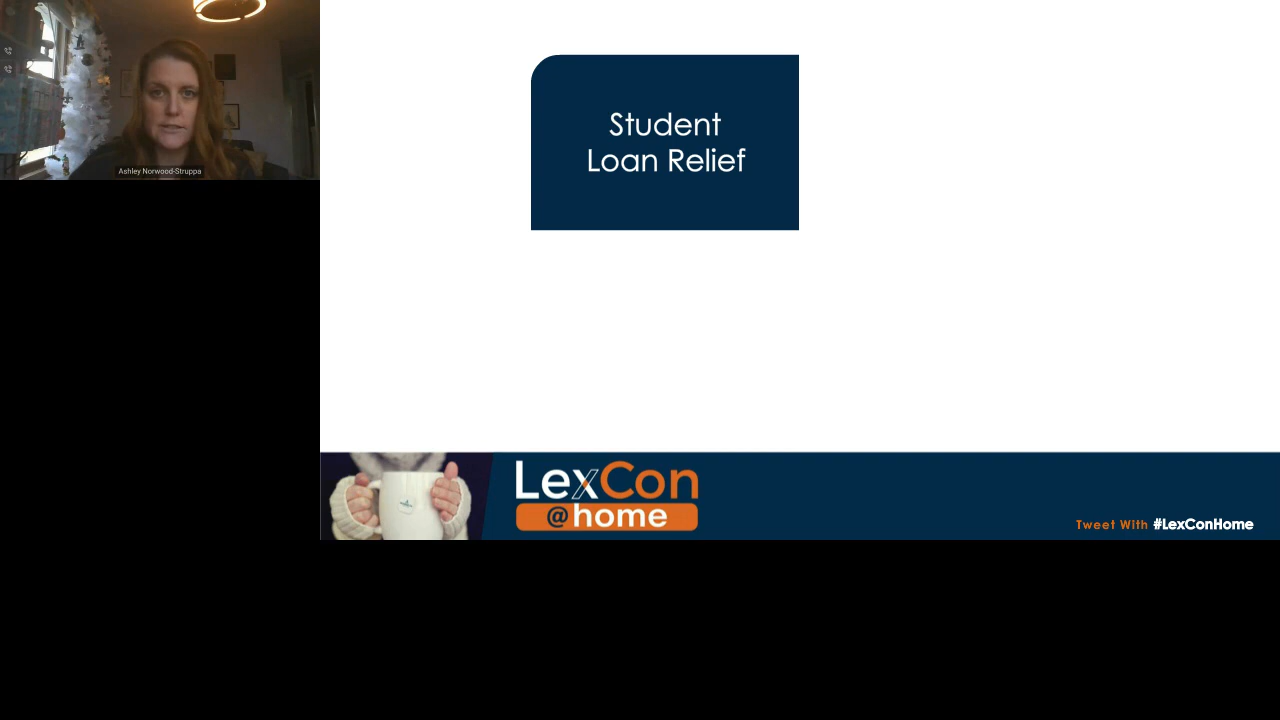 Ashley Norwood-Struppa
Student
Loan Relief
LexCon
@home
Tweet With #LexConHome